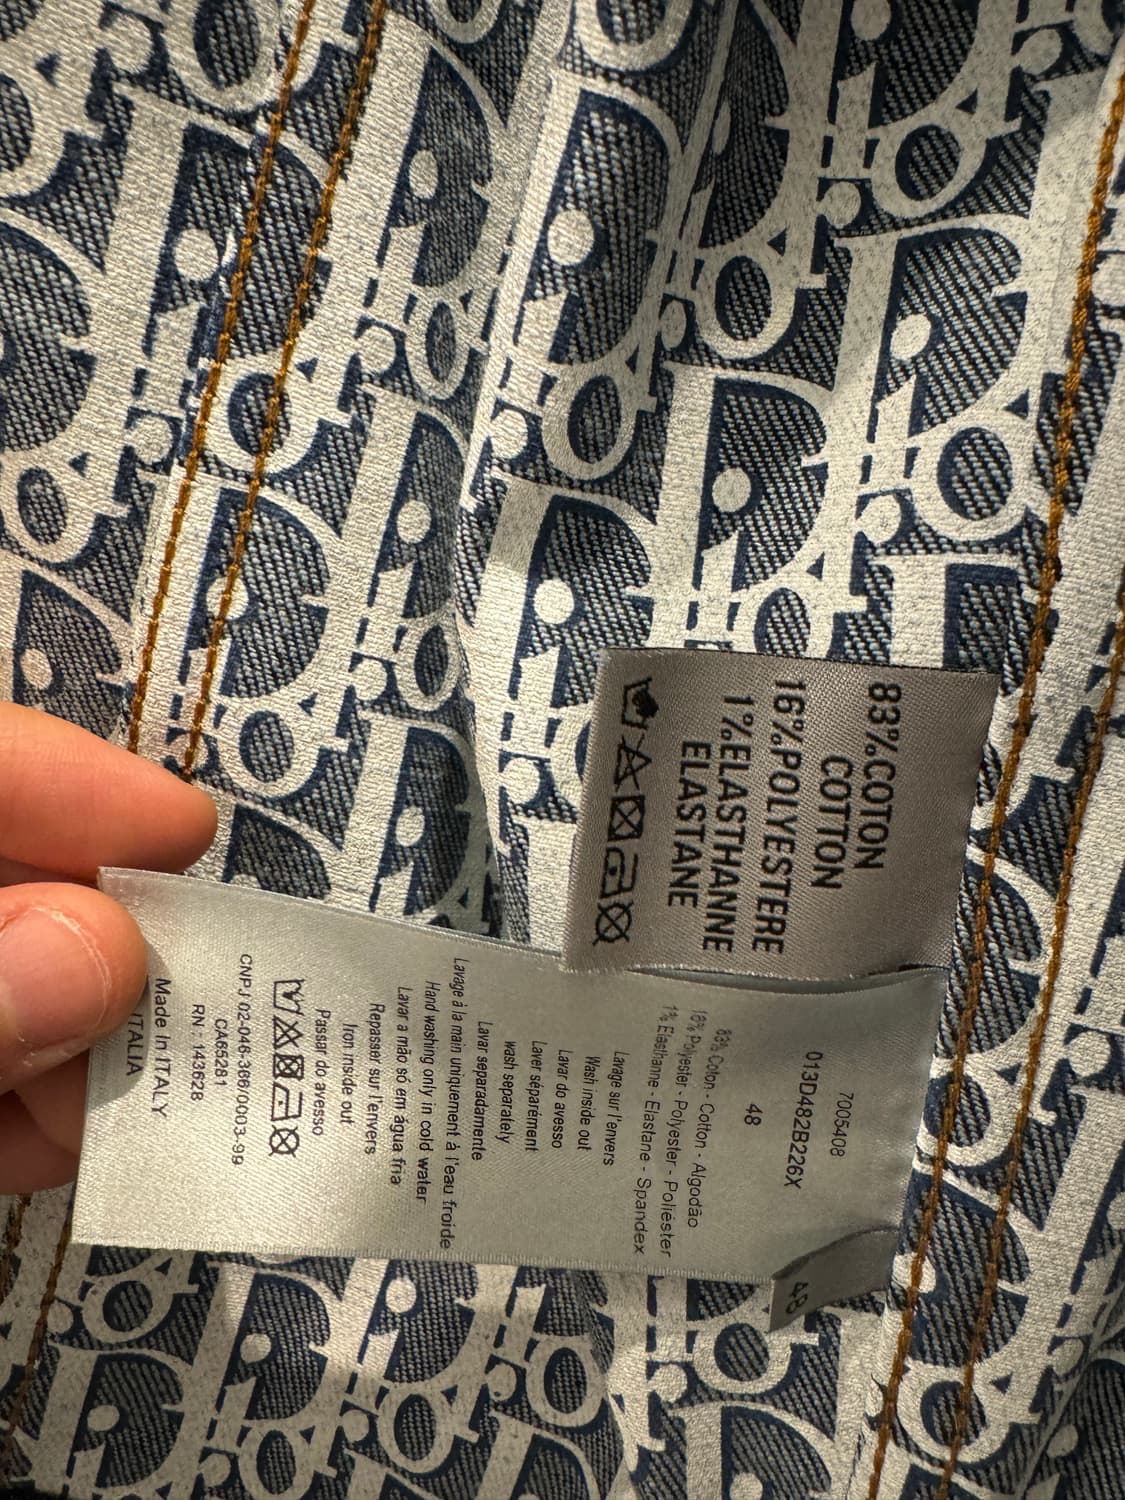 83%COTON
COTTON
16%POLYESTERE
1%ELASTHANNE
ELASTANE
7005408
013D482B226X
48
83% Coton - Cotton - Algodão
16% Polyester - Polyester - Poliéster
1% Elasthanne - Elastane - Spandex
Lavage sur l'envers
Wash inside out
Lavar do avesso
Laver séparément
wash separately
Lavar separadamente
Lavage à la main uniquement à l'eau froide
Hand washing only in cold water
Lavar a mão só em água fria
Repasser sur l'envers
Iron inside out
Passar do avesso
CNPJ 02-046-386/0003-99
CA65281
RN 143628
Made In ITALY
ITALIA
48
Dior